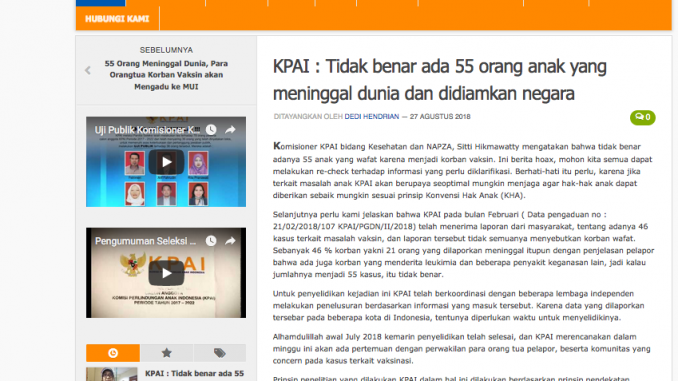 HUBUNGI KAMI
SEBELUMNYA
55 Orang Meninggal Dunia, Para
Orangtua Korban Vaksin akan
Mengadu ke MUI
Uji Publik Komisioner K...
Pengumuman Seleksi ...
KPAI
KOMISI PERLINDUNGAN ANAK INDONESIA (KPAI)
PERIODE TAHUN 2017 - 2022
KPAI : Tidak benar ada 55
KPAI : Tidak benar ada 55 orang anak yang
meninggal dunia dan didiamkan negara
DITAYANGKAN OLEH DEDI HENDRIAN — 27 AGUSTUS 2018
0
Komisioner KPAI bidang Kesehatan dan NAPZA, Sitti Hikmawatty mengatakan bahwa tidak benar
adanya 55 anak yang wafat karena menjadi korban vaksin. Ini berita hoax, mohon kita semua dapat
melakukan re-check terhadap informasi yang perlu diklarifikasi. Berhati-hati itu perlu, karena jika
terkait masalah anak KPAI akan berupaya seoptimal mungkin menjaga agar hak-hak anak dapat
diberikan sebaik mungkin sesuai prinsip Konvensi Hak Anak (KHA).
Selanjutnya perlu kami jelaskan bahwa KPAI pada bulan Februari ( Data pengaduan no :
21/02/2018/107 KPAI/PGDN/II/2018) telah menerima laporan dari masyarakat, tentang adanya 46
kasus terkait masalah vaksin, dan laporan tersebut tidak semuanya menyebutkan korban wafat.
Sebanyak 46 % korban yakni 21 orang yang dilaporkan meninggal itupun dengan penjelasan pelapor
bahwa ada juga korban yang menderita leukimia dan beberapa penyakit keganasan lain, jadi kalau
jumlahnya menjadi 55 kasus, itu tidak benar.
Untuk penyelidikan kejadian ini KPAI telah berkoordinasi dengan beberapa lembaga independen
melakukan penelusuran berdasarkan informasi yang masuk tersebut. Karena data yang dilaporkan
tersebar pada beberapa kota di Indonesia, tentunya diperlukan waktu untuk menyelidikinya.
Alhamdulillah awal July 2018 kemarin penyelidikan telah selesai, dan KPAI merencanakan dalam
minggu ini akan ada pertemuan dengan perwakilan para orang tua pelapor, beserta komunitas yang
concern pada kasus terkait vaksinasi.
Prinsip penelitian yang dilakukan KPAI dalam hal ini dilakukan berdasarkan prinsip pendekatan